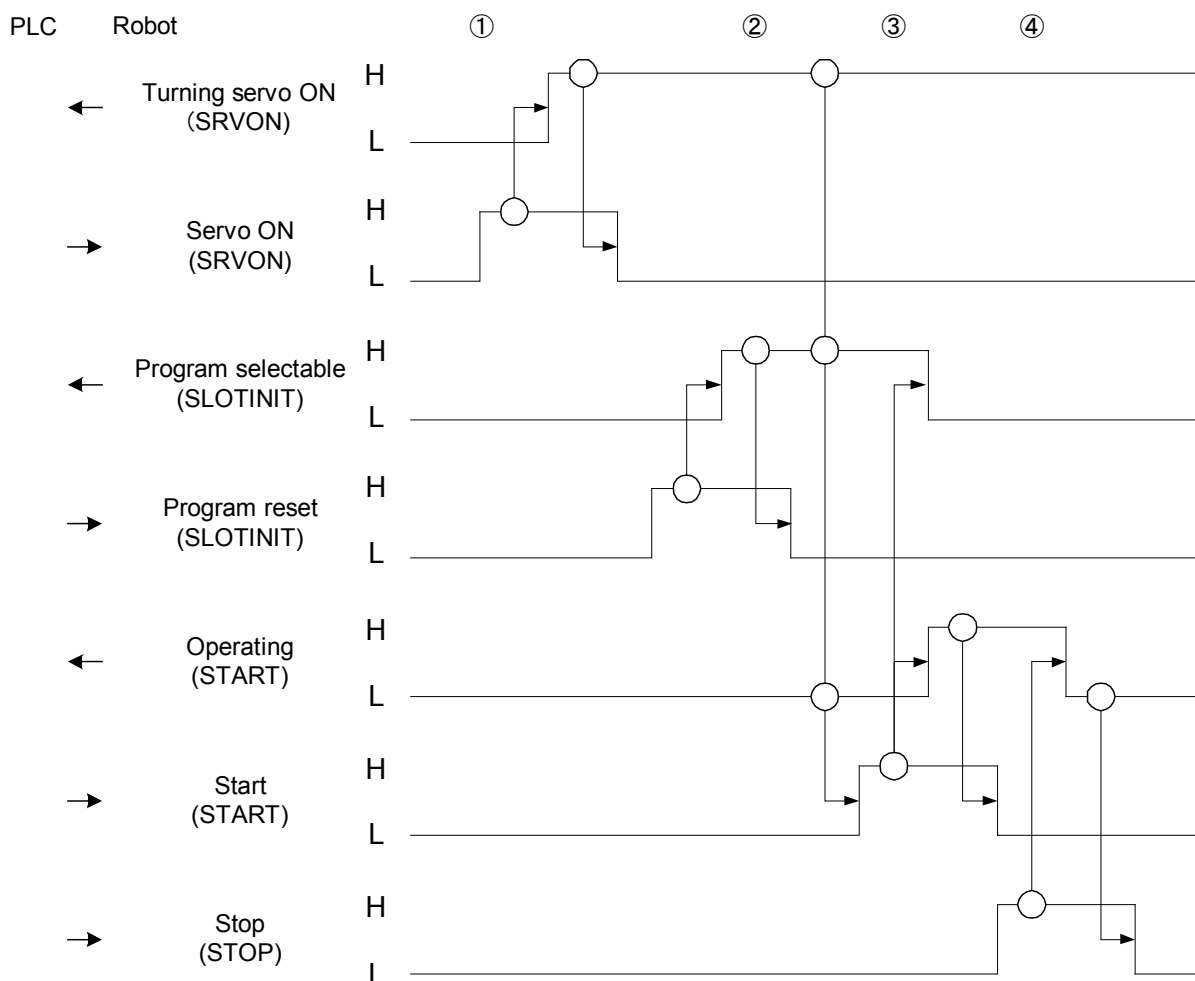 PLC Robot ① ② ③ ④
H
Turning servo ON
(SRVON)
L
H
Servo ON
(SRVON)
L
H
Program selectable
(SLOTINIT)
L
H
Program reset
(SLOTINIT)
L
H
Operating
(START)
L
H
Start
(START)
L
H
Stop
(STOP)
L